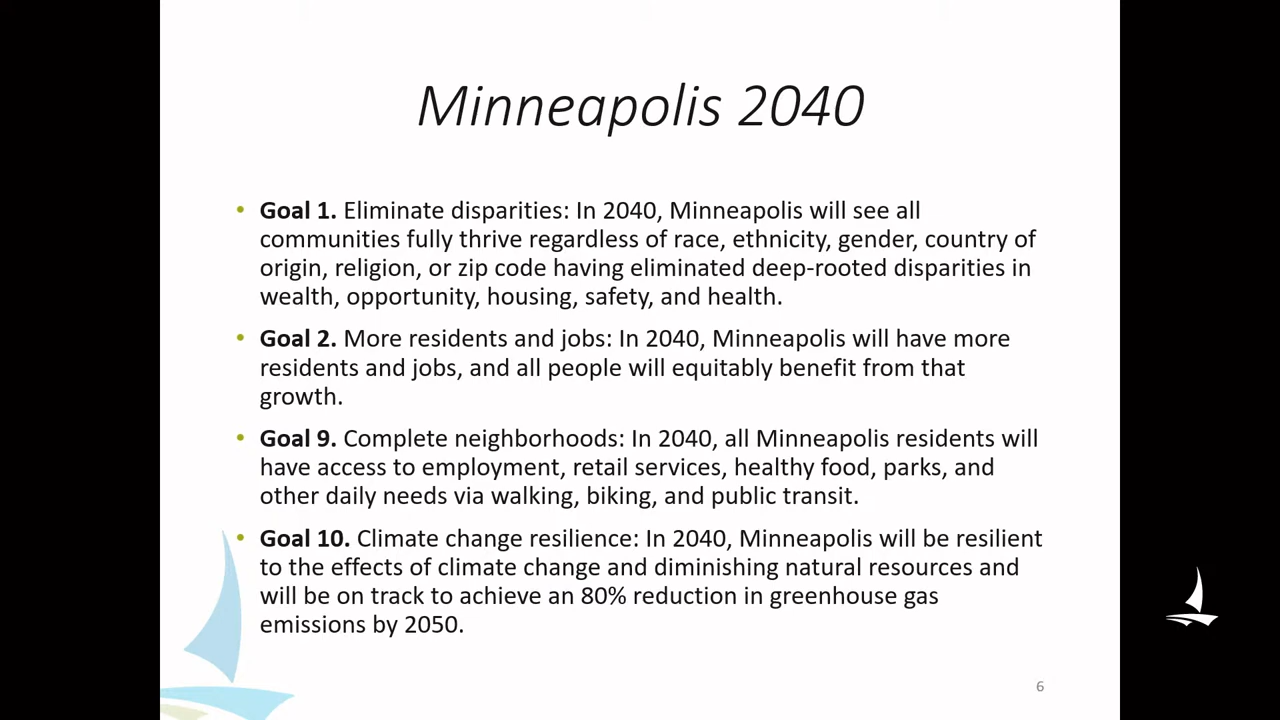 Minneapolis 2040
• Goal 1. Eliminate disparities: In 2040, Minneapolis will see all
communities fully thrive regardless of race, ethnicity, gender, country of
origin, religion, or zip code having eliminated deep-rooted disparities in
wealth, opportunity, housing, safety, and health.
• Goal 2. More residents and jobs: In 2040, Minneapolis will have more
residents and jobs, and all people will equitably benefit from that
growth.
• Goal 9. Complete neighborhoods: In 2040, all Minneapolis residents will
have access to employment, retail services, healthy food, parks, and
other daily needs via walking, biking, and public transit.
• Goal 10. Climate change resilience: In 2040, Minneapolis will be resilient
to the effects of climate change and diminishing natural resources and
will be on track to achieve an 80% reduction in greenhouse gas
emissions by 2050.
6